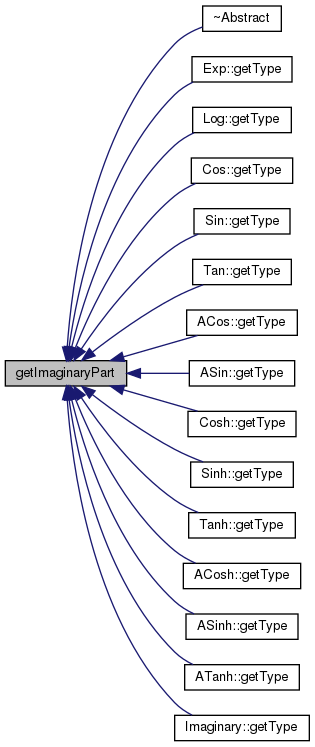 ~Abstract
Exp::getType
Log::getType
Cos::getType
Sin::getType
Tan::getType
ACos::getType
getImaginaryPart
ASin::getType
Cosh::getType
Sinh::getType
Tanh::getType
ACosh::getType
ASinh::getType
ATanh::getType
Imaginary::getType